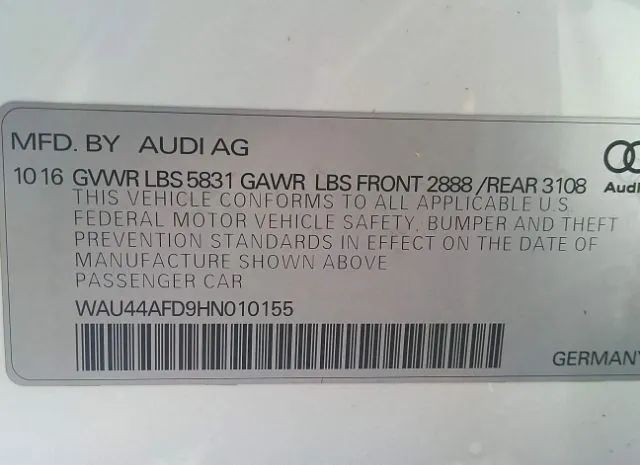 MFD. BY AUDI AG
10 16 GVWR LBS 5831 GAWR LBS FRONT 2888 /REAR 3108
Audi
THIS VEHICLE CONFORMS TO ALL APPLICABLE U.S
FEDERAL MOTOR VEHICLE SAFETY, BUMPER AND THEFT
PREVENTION STANDARDS IN EFFECT ON THE DATE OF
MANUFACTURE SHOWN ABOVE
PASSENGER CAR
WAU44AFD9HN010155
GERMANY